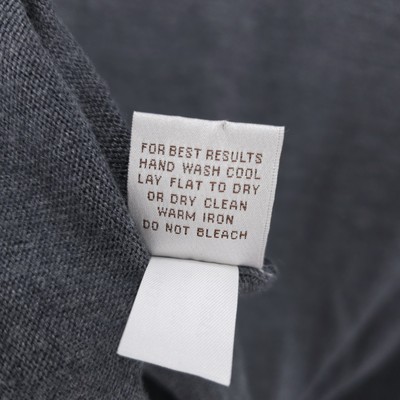 FOR BEST RESULTS
HAND WASH COOL
LAY FLAT TO DRY
OR DRY CLEAN
WARM IRON
DO NOT BLEACH